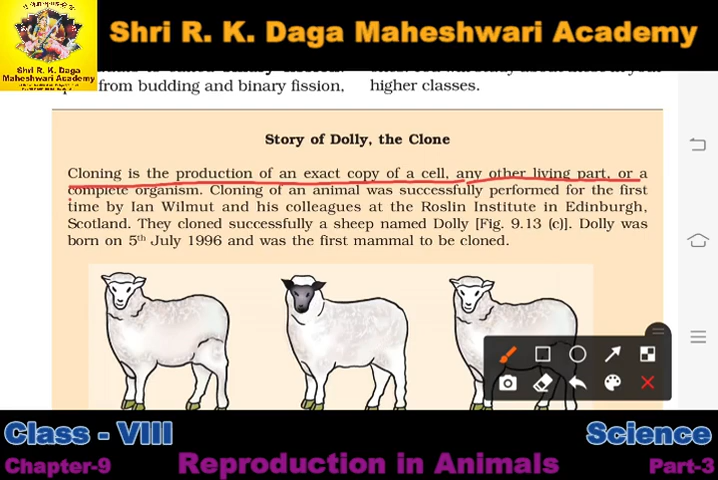 Shri R. K. Daga Maheshwari Academy
Shri R. K. Daga
Maheshwari Academy
from budding and binary fission,
higher classes.
Story of Dolly, the Clone
Cloning is the production of an exact copy of a cell, any other living part, or a
complete organism. Cloning of an animal was successfully performed for the first
time by Ian Wilmut and his colleagues at the Roslin Institute in Edinburgh,
Scotland. They cloned successfully a sheep named Dolly [Fig. 9.13 (c)]. Dolly was
born on 5th July 1996 and was the first mammal to be cloned.
Class - VIII
Science
Chapter-9
Reproduction in Animals
Part-3